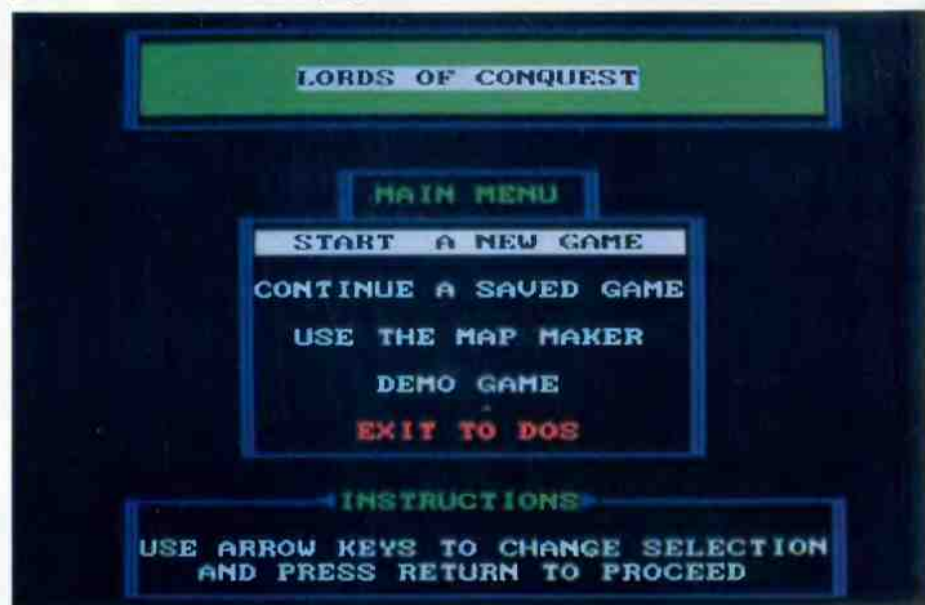 LORDS OF CONQUEST
MAIN MENU
START A NEW GAME
CONTINUE A SAVED GAME
USE THE MAP MAKER
DEMO GAME
EXIT TO DOS
INSTRUCTIONS
USE ARROW KEYS TO CHANGE SELECTION
AND PRESS RETURN TO PROCEED